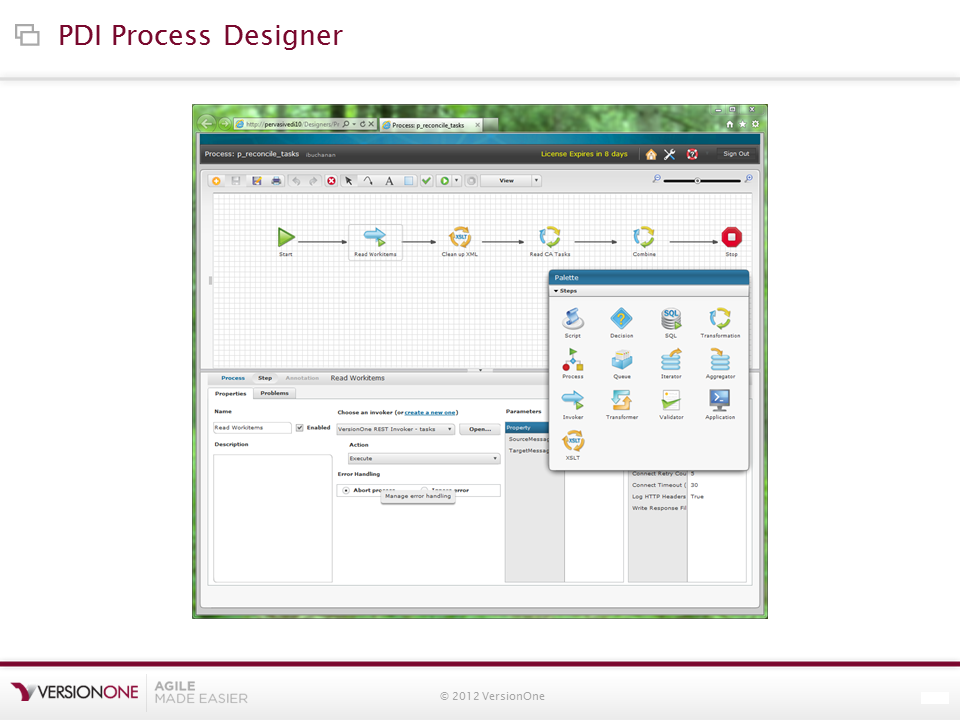 PDI Process Designer
http://pervasivedi10/Designers/Pr
Process: p_reconcile_tasks
Process: p_reconcile_tasks ibuchanan
License Expires in 8 days
Sign Out
View
Start
Read Workitems
Clean up XML
Read CA Tasks
Combine
Stop
Palette
Steps
Script
Decision
SQL
Transformation
Process
Queue
Iterator
Aggregator
Invoker
Transformer
Validator
Application
XSLT
Process Step Annotation Read Workitems
Properties Problems
Name
Read Workitems
Enabled
Description
Choose an invoker (or create a new one)
VersionOne REST Invoker - tasks
Open...
Action
Execute
Error Handling
Abort
error
Manage error handling
Parameters
Property
SourceMessag
TargetMessag
Connect Retry Cou 5
Connect Timeout ( 30
Log HTTP Headers True
Write Response Fil
VERSIONONE
AGILE
MADE EASIER
© 2012 VersionOne